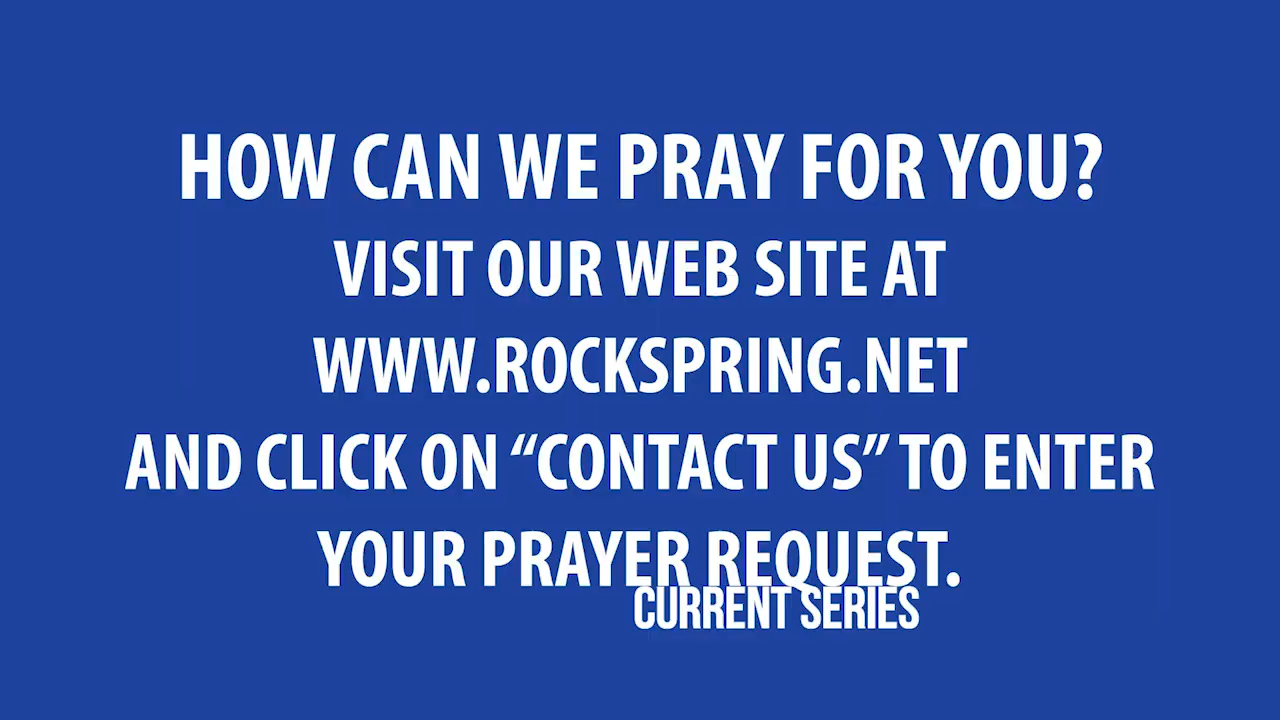 HOW CAN WE PRAY FOR YOU?
VISIT OUR WEB SITE AT
WWW.ROCKSPRING.NET
AND CLICK ON “CONTACT US” TO ENTER
YOUR PRAYER REQUEST.
CURRENT SERIES